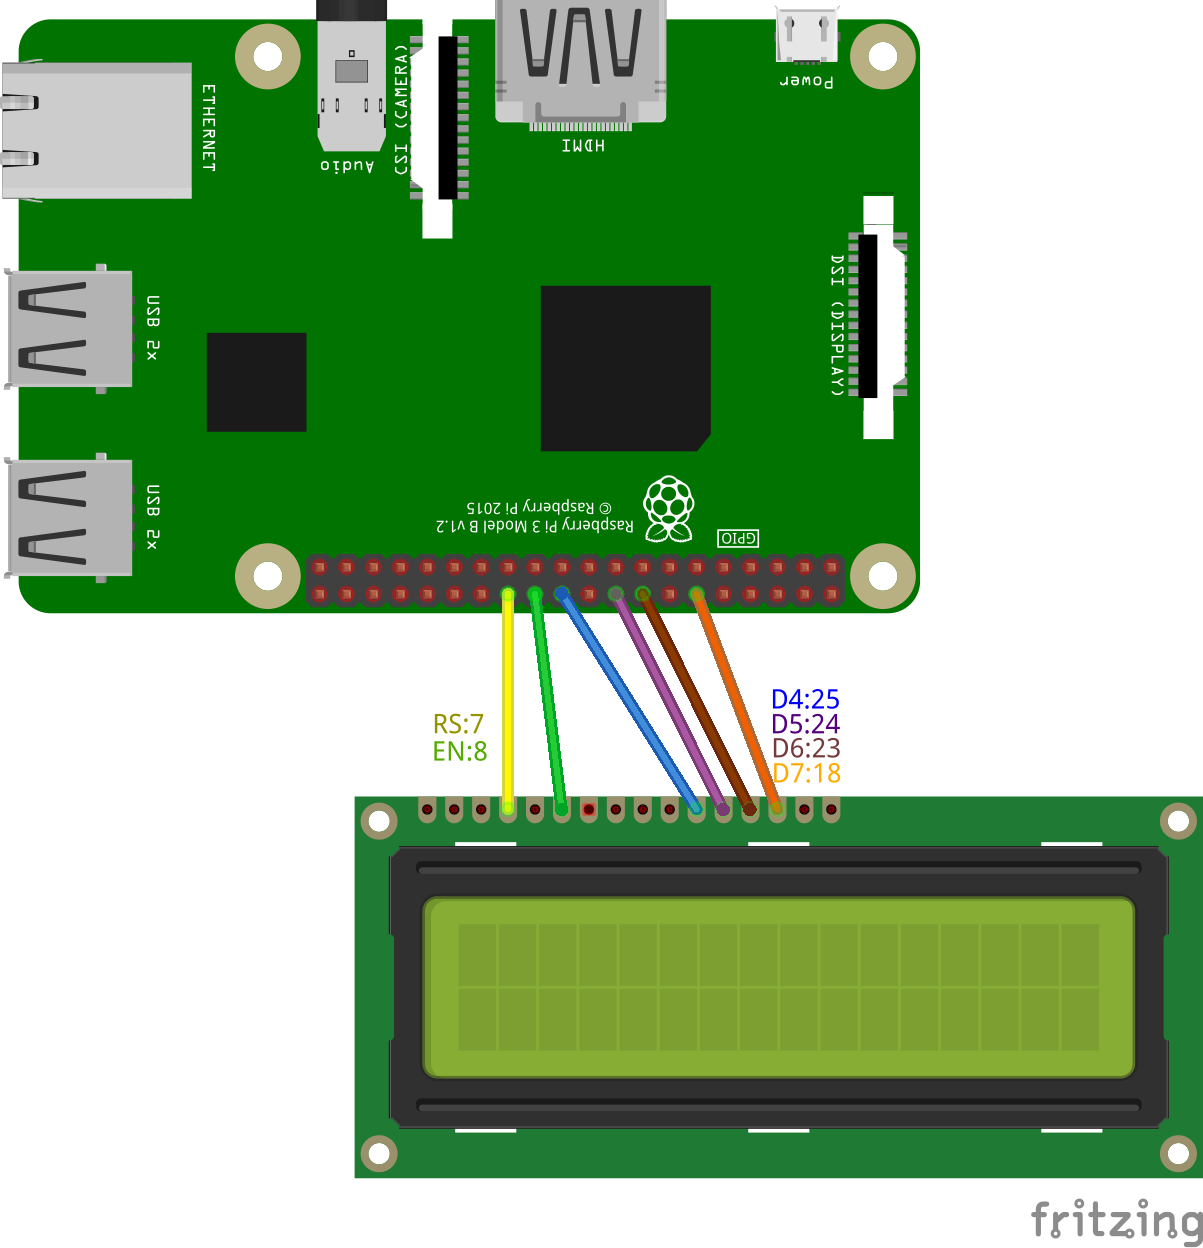 Power
HDMI
Audio
CSI (CAMERA)
ETHERNET
DSI (DISPLAY)
USB 2x
USB 2x
Raspberry Pi 3 Model B v1.2
© Raspberry Pi 2015
GPIO
RS:7
EN:8
D4:25
D5:24
D6:23
D7:18
fritzing